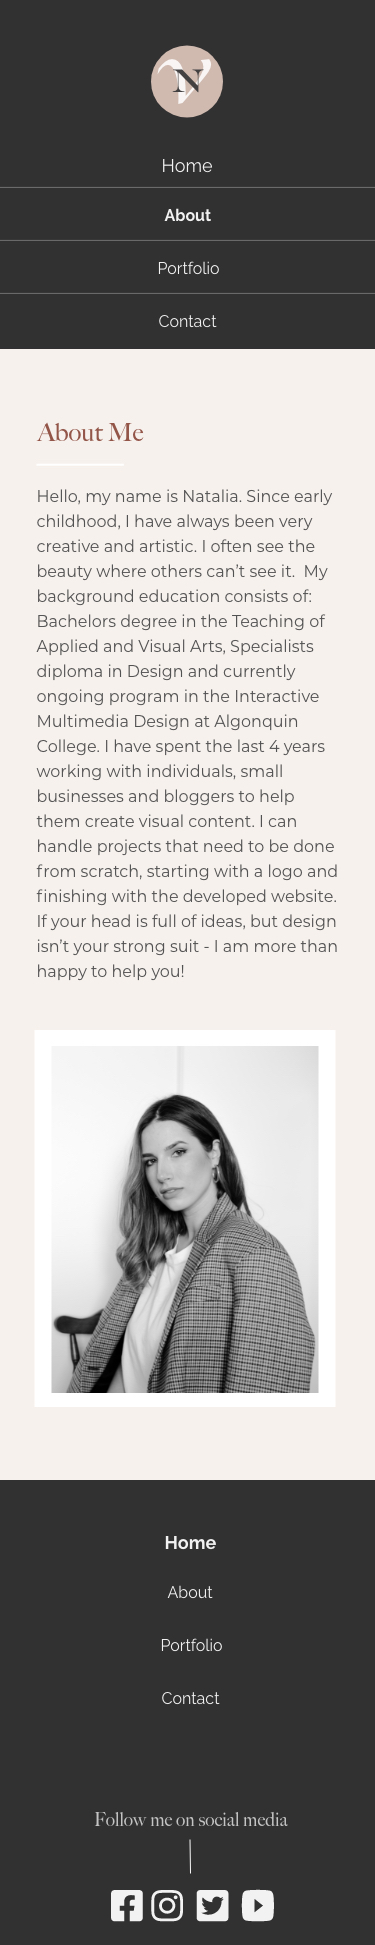 VN
Home
About
Portfolio
Contact
About Me
Hello, my name is Natalia. Since early
childhood, I have always been very
creative and artistic. I often see the
beauty where others can’t see it.  My
background education consists of:
Bachelors degree in the Teaching of
Applied and Visual Arts, Specialists
diploma in Design and currently
ongoing program in the Interactive
Multimedia Design at Algonquin
College. I have spent the last 4 years
working with individuals, small
businesses and bloggers to help
them create visual content. I can
handle projects that need to be done
from scratch, starting with a logo and
finishing with the developed website.
If your head is full of ideas, but design
isn’t your strong suit - I am more than
happy to help you!
Home
About
Portfolio
Contact
Follow me on social media